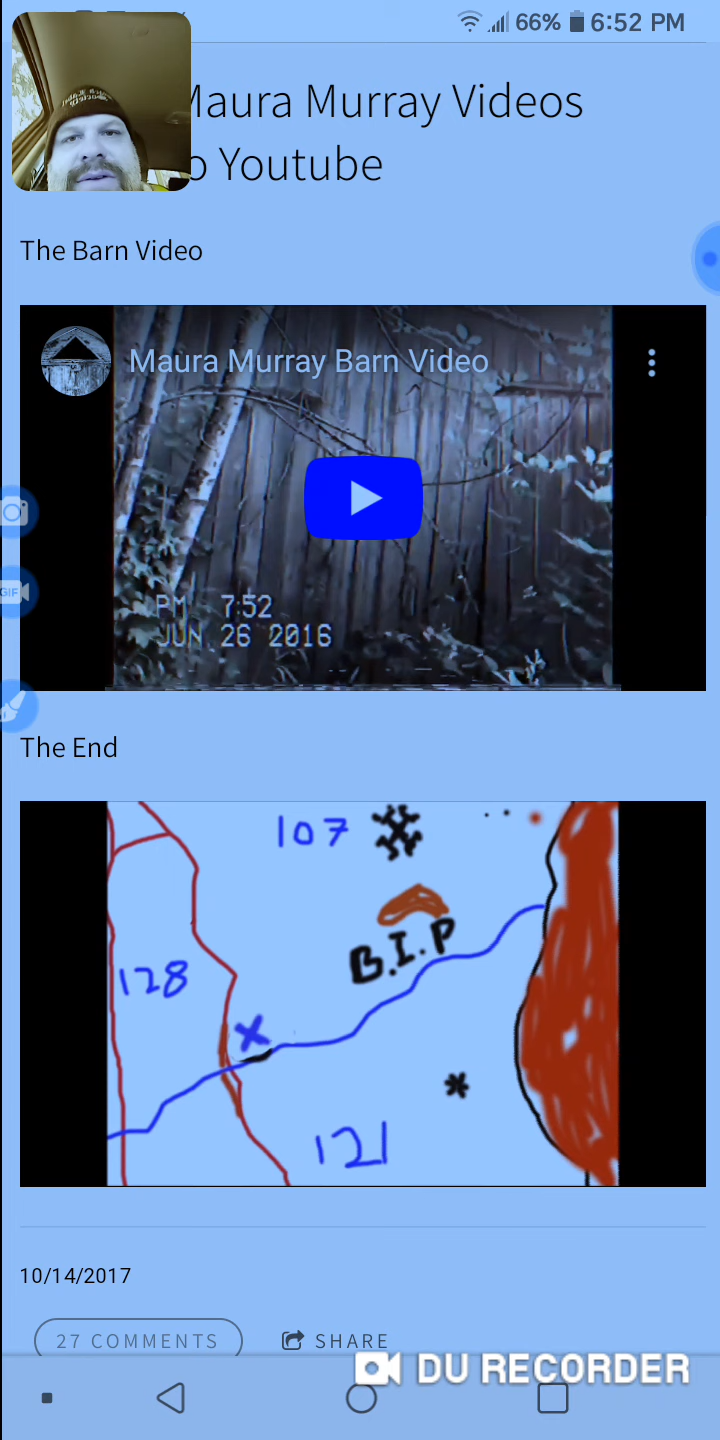 66% 6:52 PM
Maura Murray Videos
o Youtube
The Barn Video
Maura Murray Barn Video
PM 7:52
JUN 26 2016
GIF
The End
107
B.I.P
128
X
121
10/14/2017
27 COMMENTS SHARE
DU RECORDER